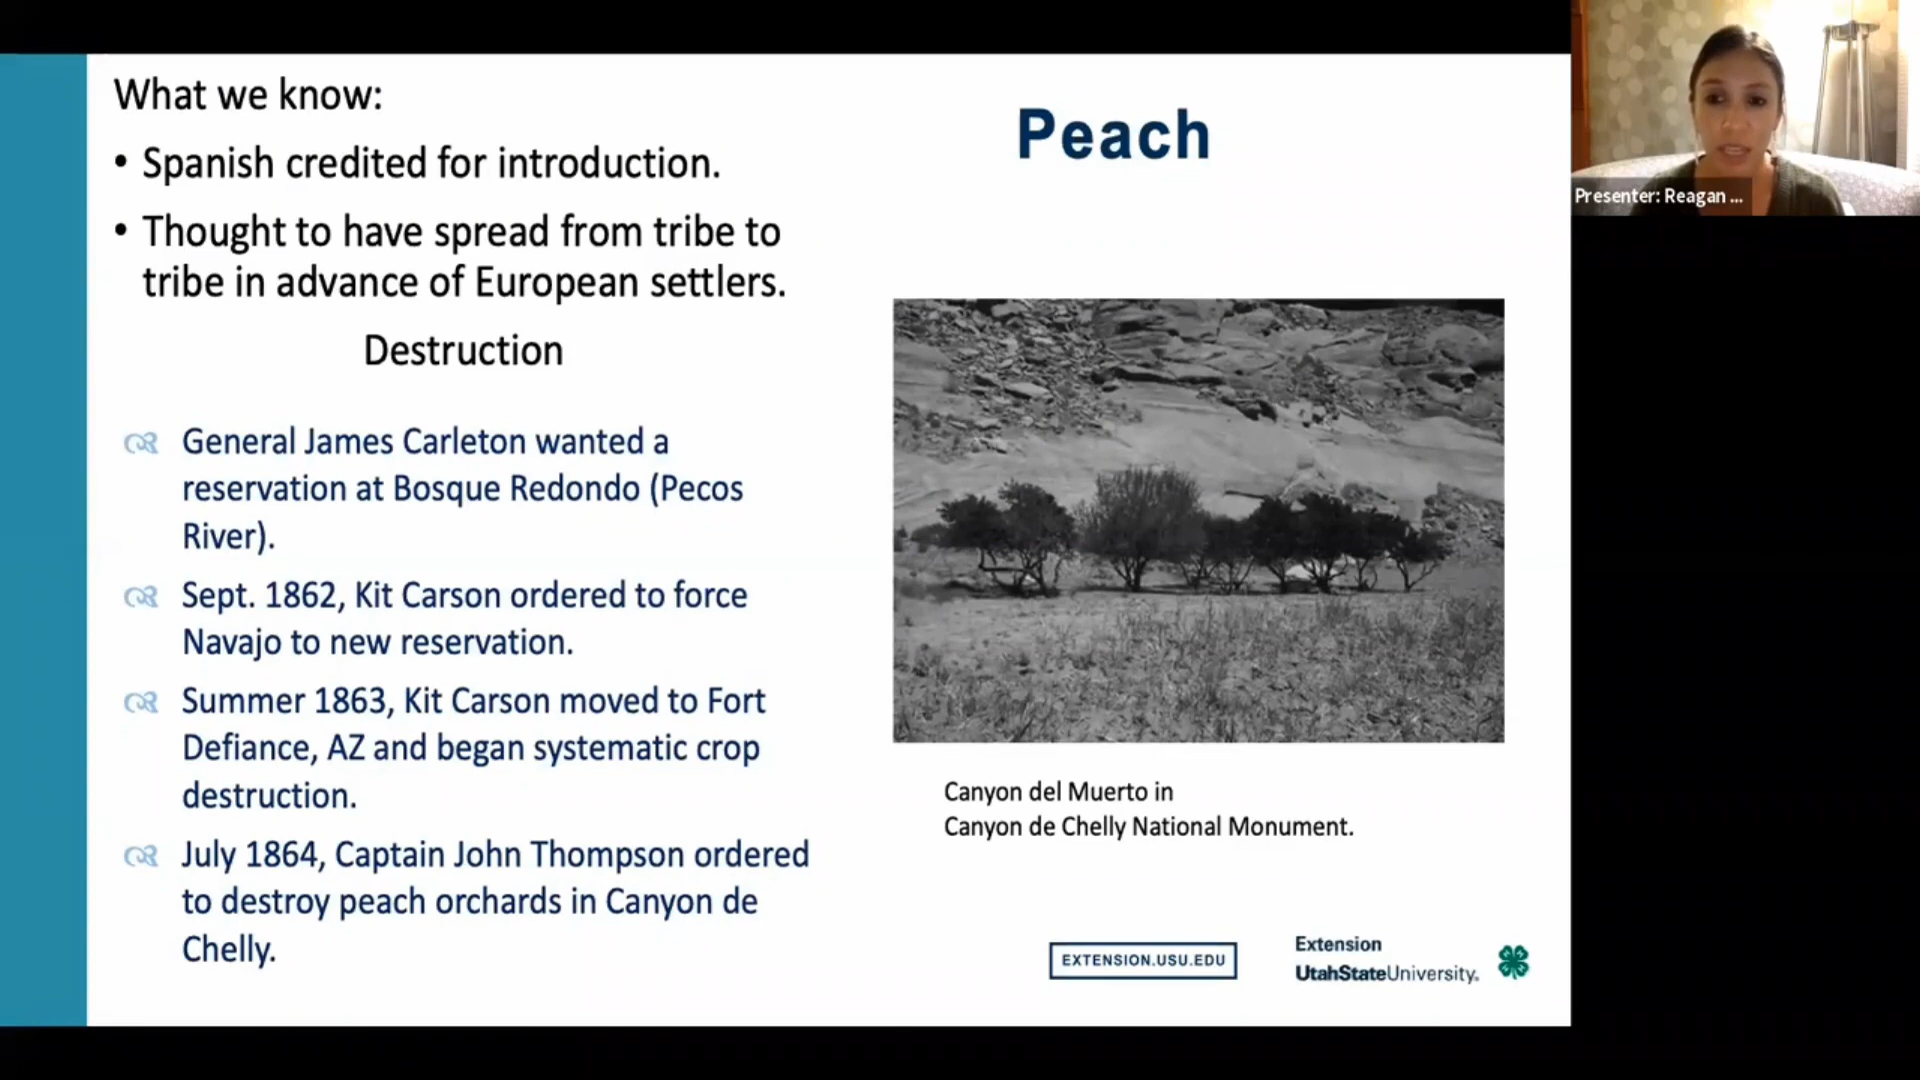 What we know:
• Spanish credited for introduction.
• Thought to have spread from tribe to
tribe in advance of European settlers.
Destruction
General James Carleton wanted a
reservation at Bosque Redondo (Pecos
River).
Sept. 1862, Kit Carson ordered to force
Navajo to new reservation.
Summer 1863, Kit Carson moved to Fort
Defiance, AZ and began systematic crop
destruction.
July 1864, Captain John Thompson ordered
to destroy peach orchards in Canyon de
Chelly.
Peach
Canyon del Muerto in
Canyon de Chelly National Monument.
EXTENSION.USU.EDU
Extension
UtahStateUniversity.
Presenter: Reagan ...